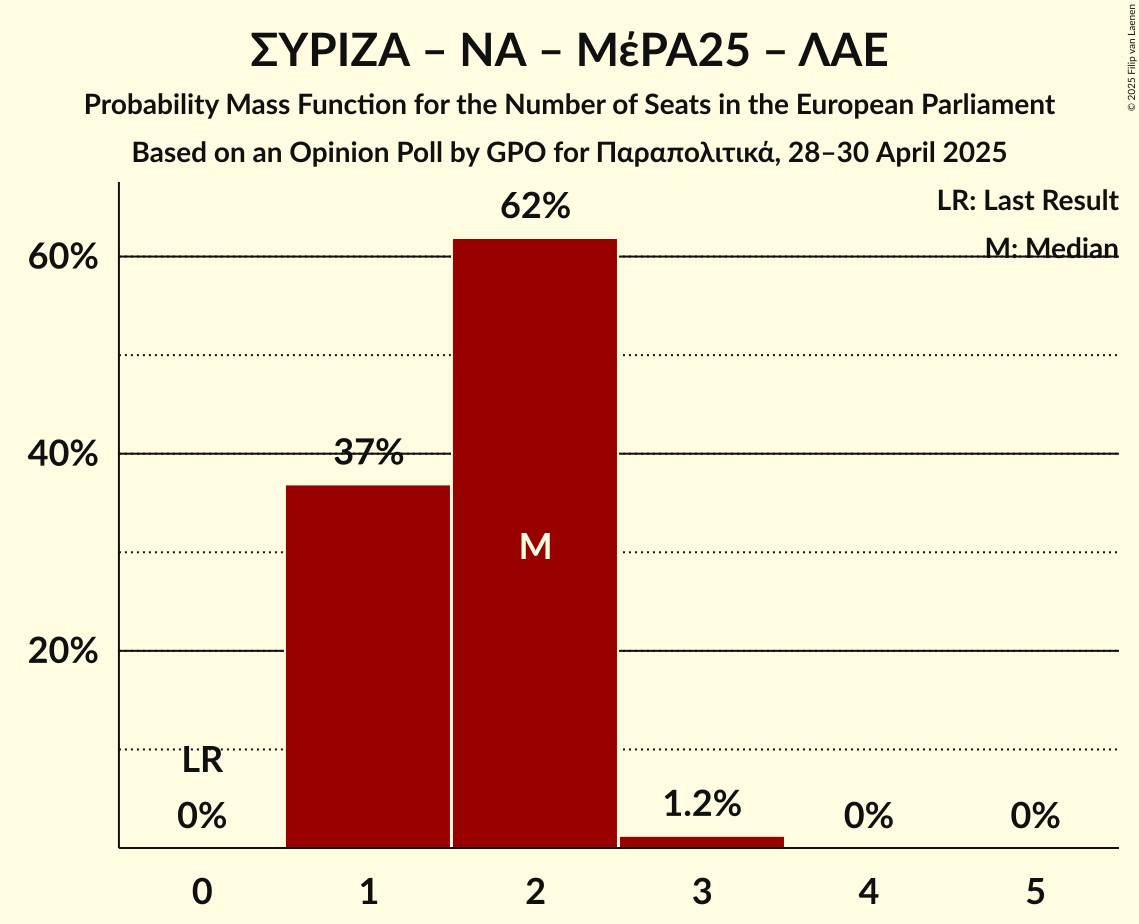 ΣΥΡΙΖΑ – ΝΑ – ΜέΡΑ25 – ΛΑΕ
Probability Mass Function for the Number of Seats in the European Parliament
Based on an Opinion Poll by GPO for Παραπολιτικά, 28–30 April 2025
© 2025 Filip van Laenen
LR: Last Result
M: Median
62%
60%
40%
37%
M
20%
LR
0%
1.2%
0%
0%
0 1 2 3 4 5